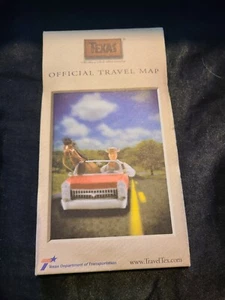 TEXAS
OFFICIAL TRAVEL MAP
Texas Department of Transportation
www.TravelTex.com